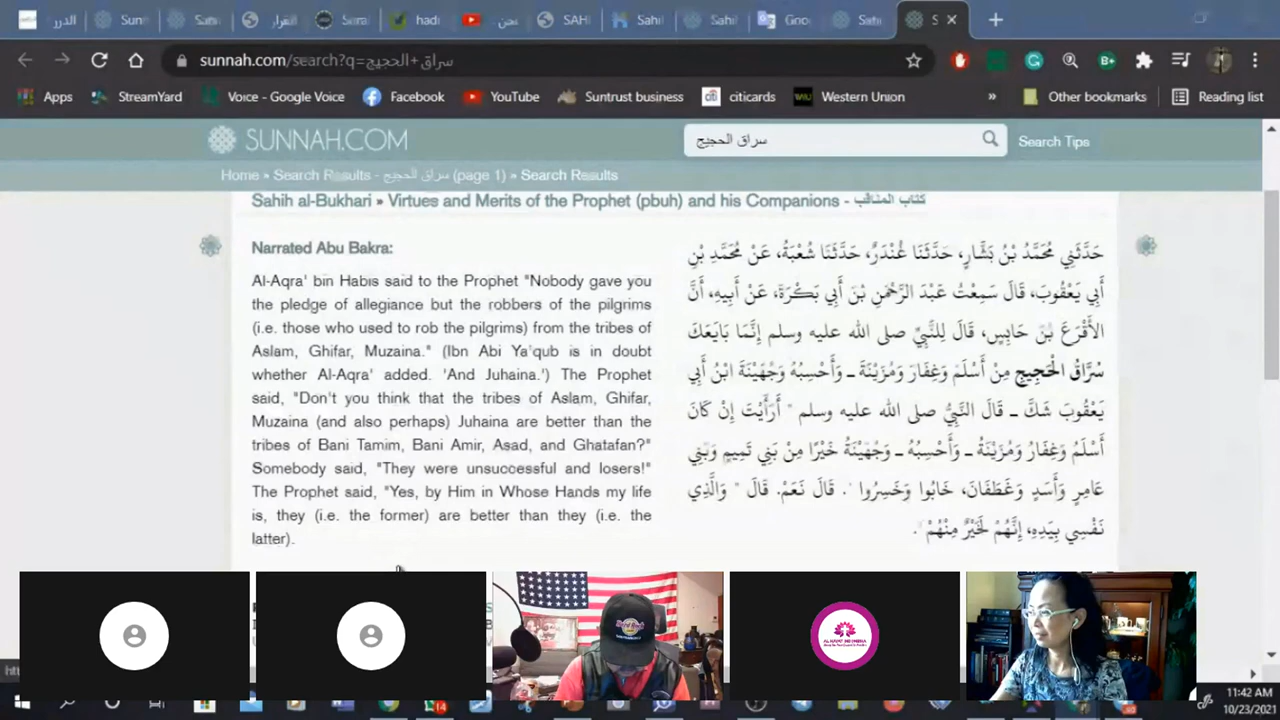 الدرر
Sunn
hadi
SAHI
Sahil
Sahi
Goo
S
sunnah.com/search?q=سراق+الحجيج
Apps
StreamYard
Voice - Google Voice
Facebook
YouTube
Suntrust business
citi
citicards
WU
Western Union
»
Other bookmarks
Reading list
SUNNAH.COM
سراق الحجيج
Search Tips
Home » Search Results - سراق الحجيج (page 1) » Search Results
Sahih al-Bukhari » Virtues and Merits of the Prophet (pbuh) and his Companions - كتاب المناقب
Narrated Abu Bakra:
Al-Aqra' bin Habis said to the Prophet "Nobody gave you
the pledge of allegiance but the robbers of the pilgrims
(i.e. those who used to rob the pilgrims) from the tribes of
Aslam, Ghifar, Muzaina." (Ibn Abi Ya'qub is in doubt
whether Al-Aqra' added. 'And Juhaina.') The Prophet
said, "Don't you think that the tribes of Aslam, Ghifar,
Muzaina (and also perhaps) Juhaina are better than the
tribes of Bani Tamim, Bani Amir, Asad, and Ghatafan?"
Somebody said, "They were unsuccessful and losers!"
The Prophet said, "Yes, by Him in Whose Hands my life
is, they (i.e. the former) are better than they (i.e. the
latter).
حَدَّثَنِي مُحَمَّدُ بْنُ بَشَّارٍ، حَدَّثَنَا غُنْدَرٌ، حَدَّثَنَا شُعْبَةُ، عَنْ مُحَمَّدِ بْنِ
أَبِي يَعْقُوبَ، قَالَ سَمِعْتُ عَبْدَ الرَّحْمَنِ بْنَ أَبِي بَكْرَةَ، عَنْ أَبِيهِ، أَنَّ
الأَقْرَعَ بْنَ حَابِسٍ، قَالَ لِلنَّبِيِّ صلى الله عليه وسلم إِنَّمَا بَايَعَكَ
سُرَّاقُ الْحَجِيجِ مِنْ أَسْلَمَ وَغِفَارَ وَمُزَيْنَةَ ـ وَأَحْسِبُهُ وَجُهَيْنَةَ ابْنُ أَبِي
يَعْقُوبَ شَكَّ ـ قَالَ النَّبِيُّ صلى الله عليه وسلم " أَرَأَيْتَ إِنْ كَانَ
أَسْلَمُ وَغِفَارُ وَمُزَيْنَةُ ـ وَأَحْسِبُهُ ـ وَجُهَيْنَةُ خَيْرًا مِنْ بَنِي تَمِيمٍ وَبَنِي
عَامِرٍ وَأَسَدٍ وَغَطَفَانَ، خَابُوا وَخَسِرُوا ". قَالَ نَعَمْ. قَالَ " وَالَّذِي
نَفْسِي بِيَدِهِ، إِنَّهُمْ لَخَيْرٌ مِنْهُمْ ".
14
11:42 AM
10/23/2021